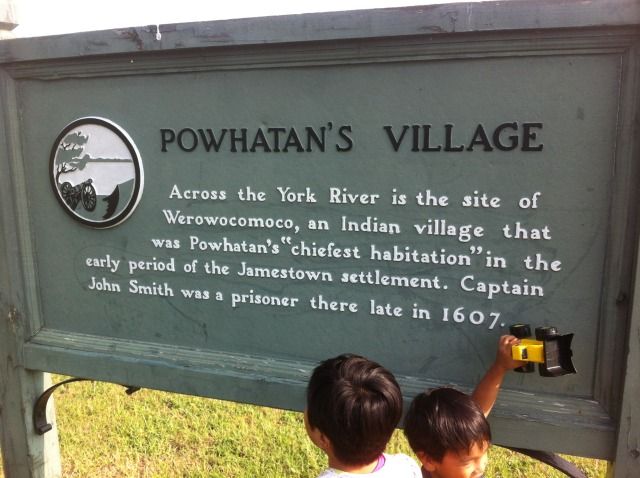 POWHATAN'S VILLAGE
Across the York River is the site of
Werowocomoco, an Indian village that
was Powhatan's "chiefest habitation" in the
early period of the Jamestown settlement. Captain
John Smith was a prisoner there late in 1607.